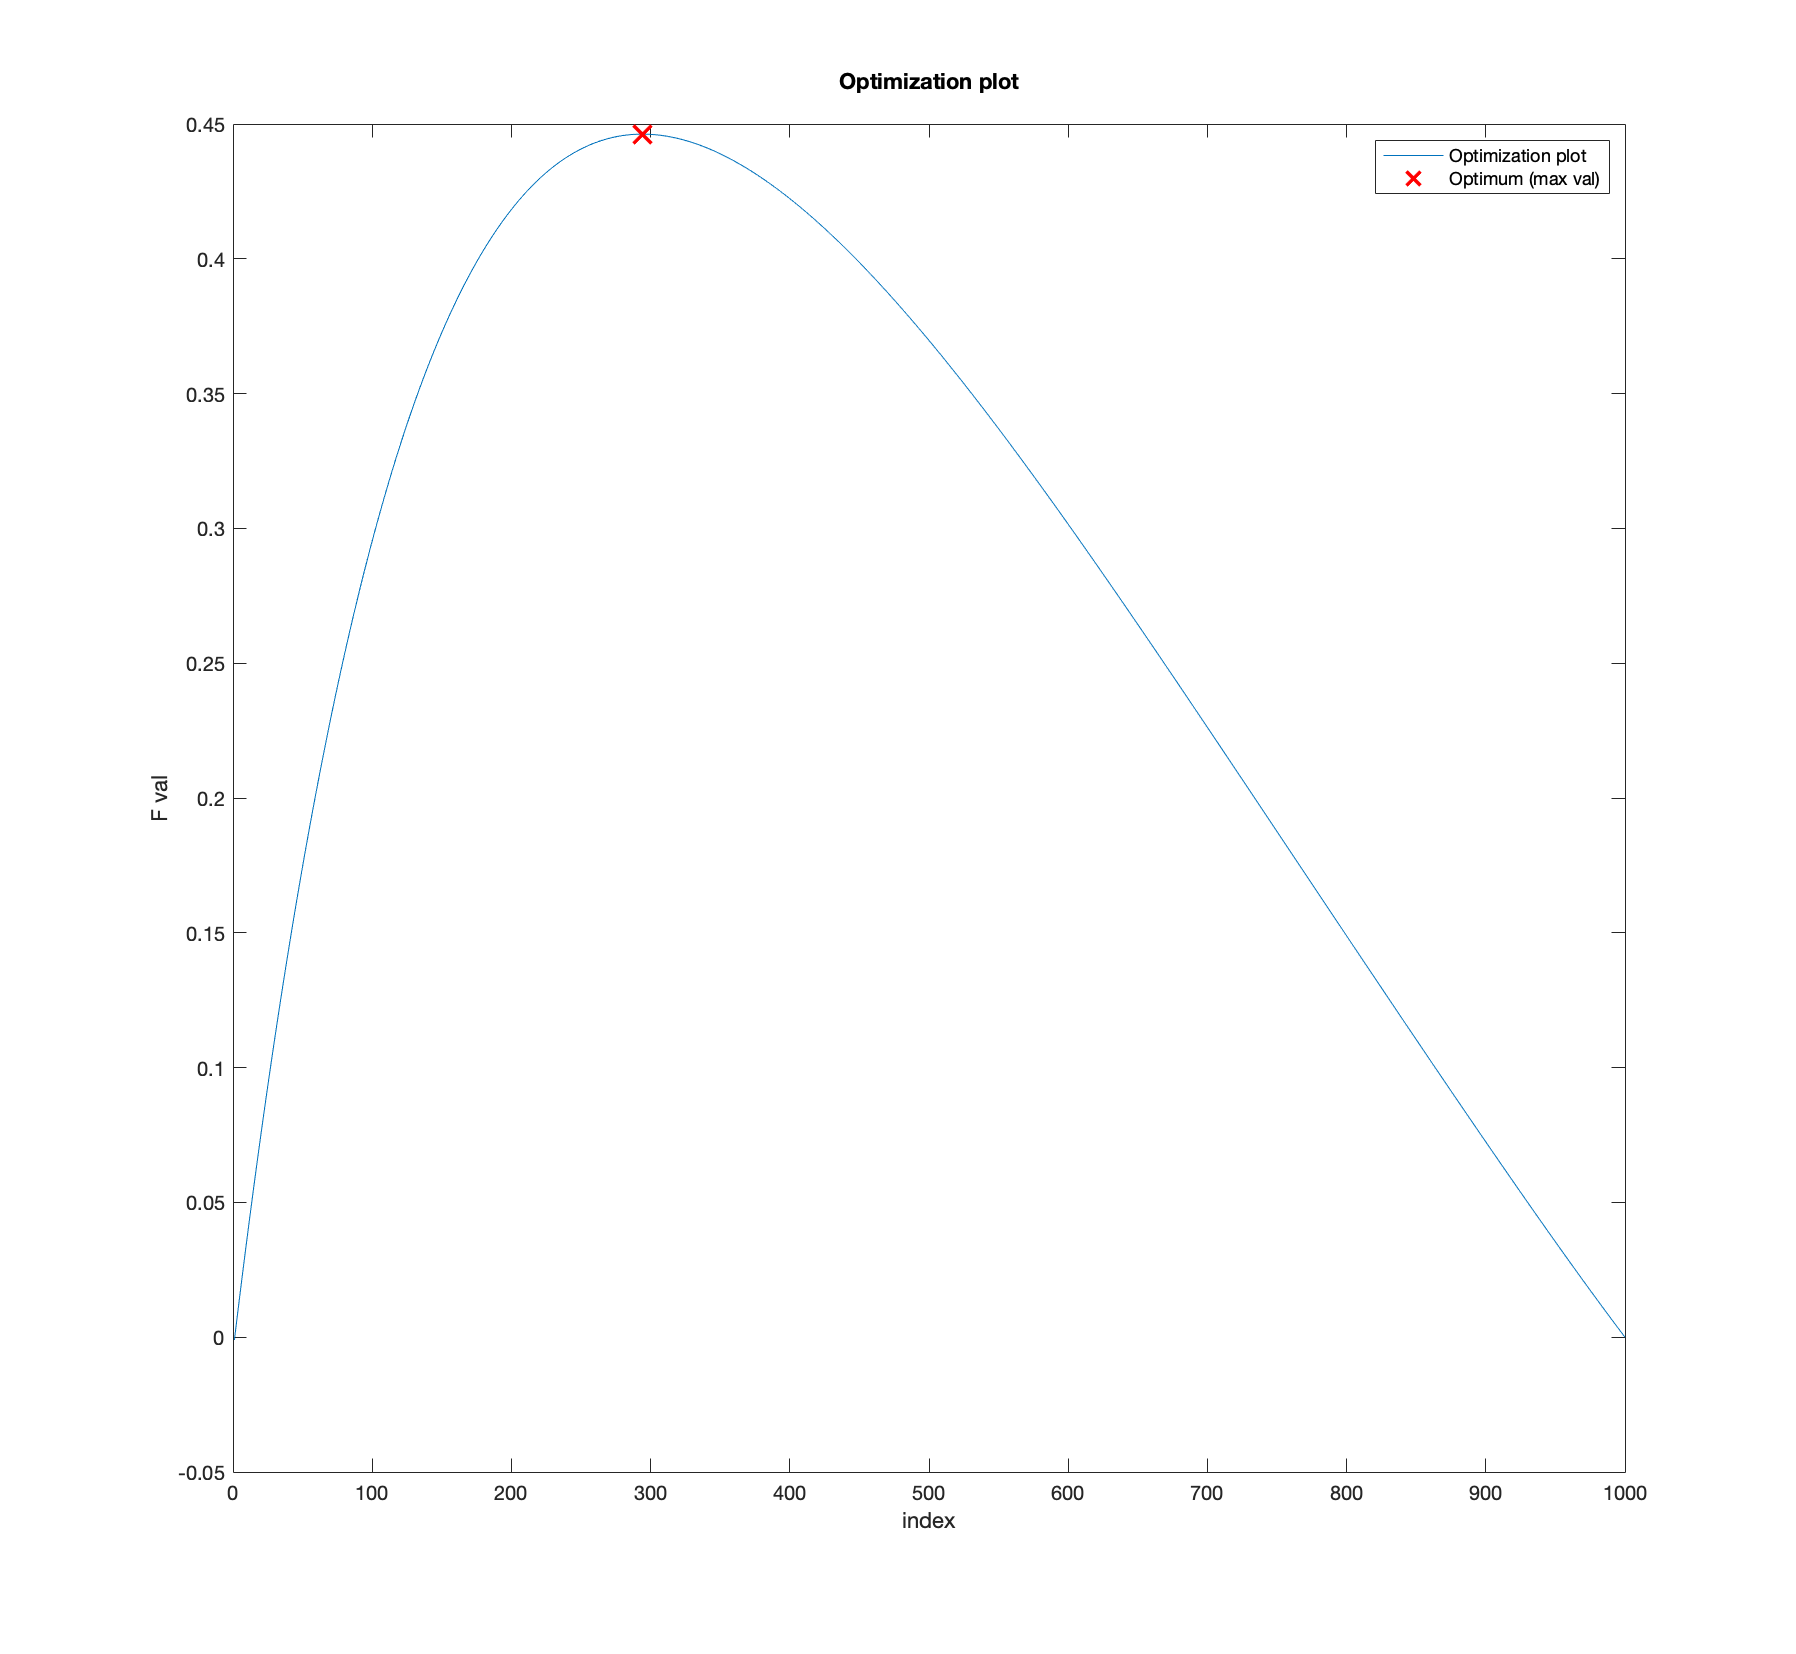 Optimization plot
0.45
0.4
0.35
0.3
0.25
0.2
0.15
0.1
0.05
0
-0.05
F val
Optimization plot
Optimum (max val)
0 100 200 300 400 500 600 700 800 900 1000
index